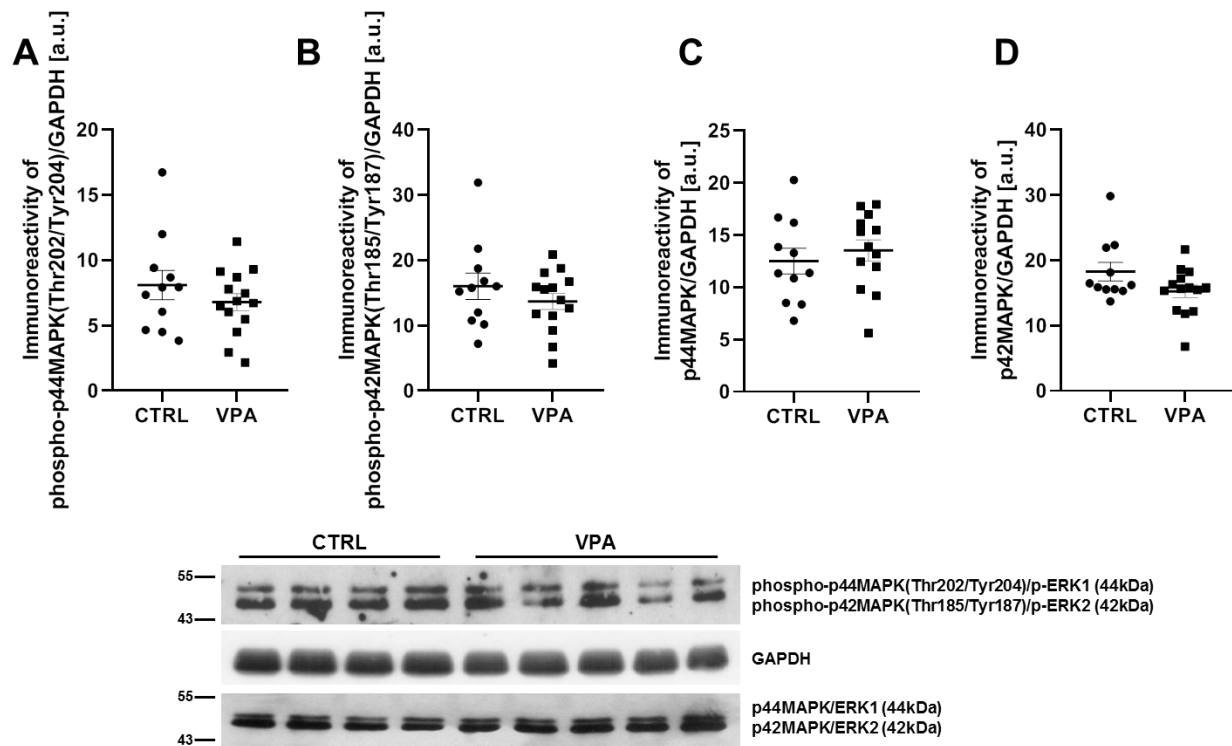 A
Immunoreactivity of
phospho-p44MAPK(Thr202/Tyr204)/GAPDH [a.u.]
20
15
10
5
0
CTRL VPA
B
Immunoreactivity of
phospho-p42MAPK(Thr185/Tyr187)/GAPDH [a.u.]
40
30
20
10
0
CTRL VPA
C
Immunoreactivity of
p44MAPK/GAPDH [a.u.]
25
20
15
10
5
0
CTRL VPA
D
Immunoreactivity of
p42MAPK/GAPDH [a.u.]
40
30
20
10
0
CTRL VPA
CTRL VPA
55
43
phospho-p44MAPK(Thr202/Tyr204)/p-ERK1 (44kDa)
phospho-p42MAPK(Thr185/Tyr187)/p-ERK2 (42kDa)
GAPDH
55
43
p44MAPK/ERK1 (44kDa)
p42MAPK/ERK2 (42kDa)